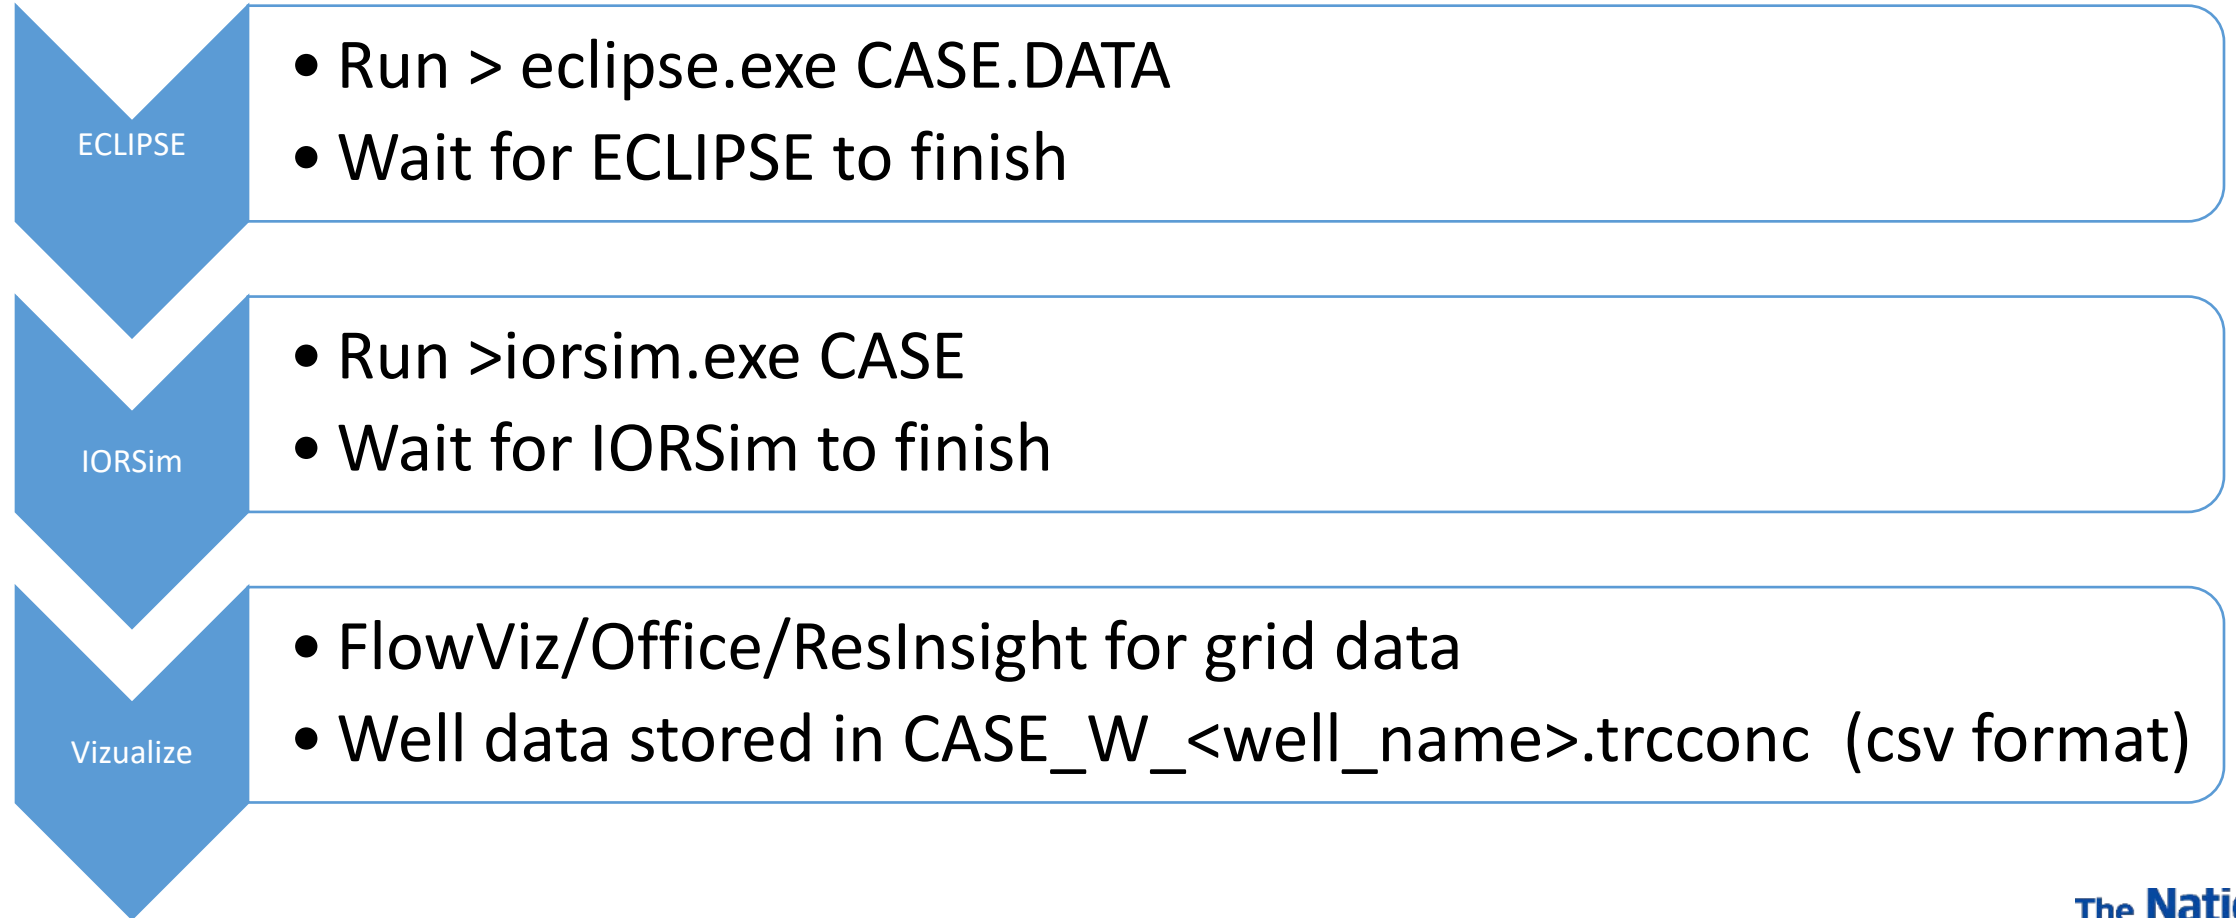 ECLIPSE
• Run > eclipse.exe CASE.DATA
• Wait for ECLIPSE to finish
IORSim
• Run >iorsim.exe CASE
• Wait for IORSim to finish
Vizualize
• FlowViz/Office/ResInsight for grid data
• Well data stored in CASE_W_<well_name>.trcconc (csv format)
The